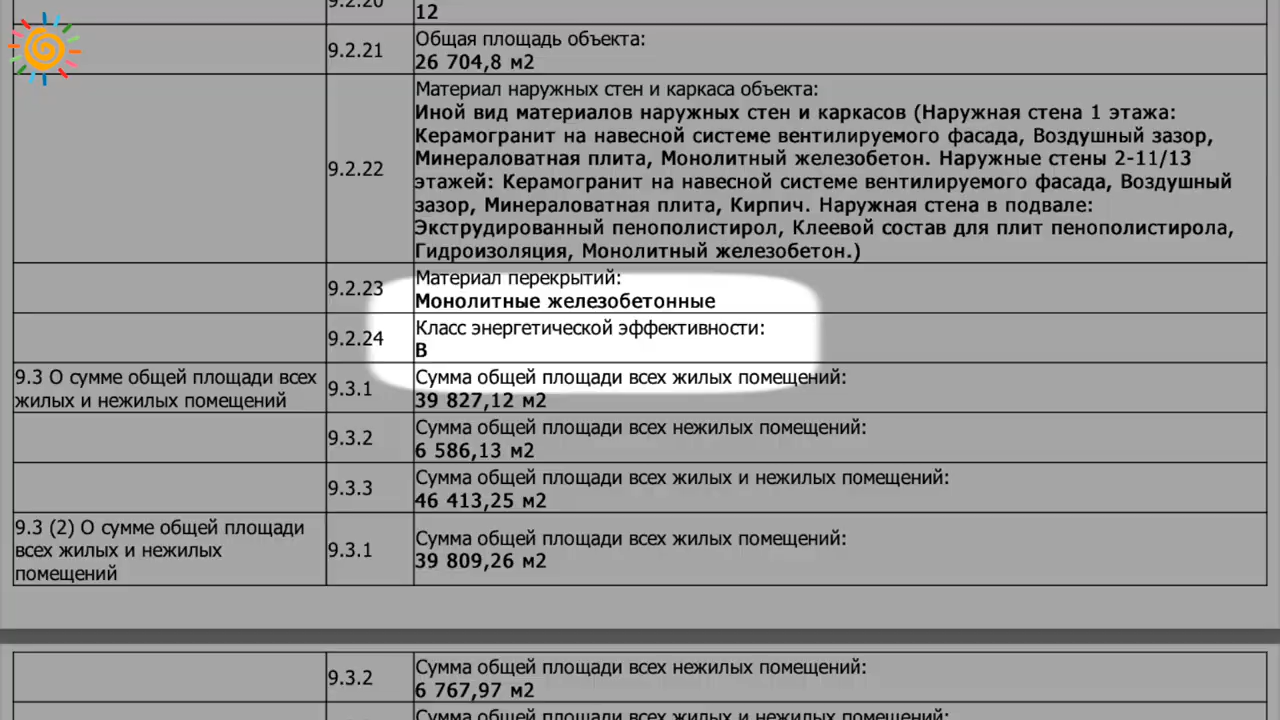 9.2.20
12
9.2.21
Общая площадь объекта:
26 704,8 м2
9.2.22
Материал наружных стен и каркаса объекта:
Иной вид материалов наружных стен и каркасов (Наружная стена 1 этажа:
Керамогранит на навесной системе вентилируемого фасада, Воздушный зазор,
Минераловатная плита, Монолитный железобетон. Наружные стены 2-11/13
этажей: Керамогранит на навесной системе вентилируемого фасада, Воздушный
зазор, Минераловатная плита, Кирпич. Наружная стена в подвале:
Экструдированный пенополистирол, Клеевой состав для плит пенополистирола,
Гидроизоляция, Монолитный железобетон.)
9.2.23
Материал перекрытий:
Монолитные железобетонные
9.2.24
Класс энергетической эффективности:
B
9.3 О сумме общей площади всех
жилых и нежилых помещений
9.3.1
Сумма общей площади всех жилых помещений:
39 827,12 м2
9.3.2
Сумма общей площади всех нежилых помещений:
6 586,13 м2
9.3.3
Сумма общей площади всех жилых и нежилых помещений:
46 413,25 м2
9.3 (2) О сумме общей площади
всех жилых и нежилых
помещений
9.3.1
Сумма общей площади всех жилых помещений:
39 809,26 м2
9.3.2
Сумма общей площади всех нежилых помещений:
6 767,97 м2
Сумма общей площади всех жилых и нежилых помещений: